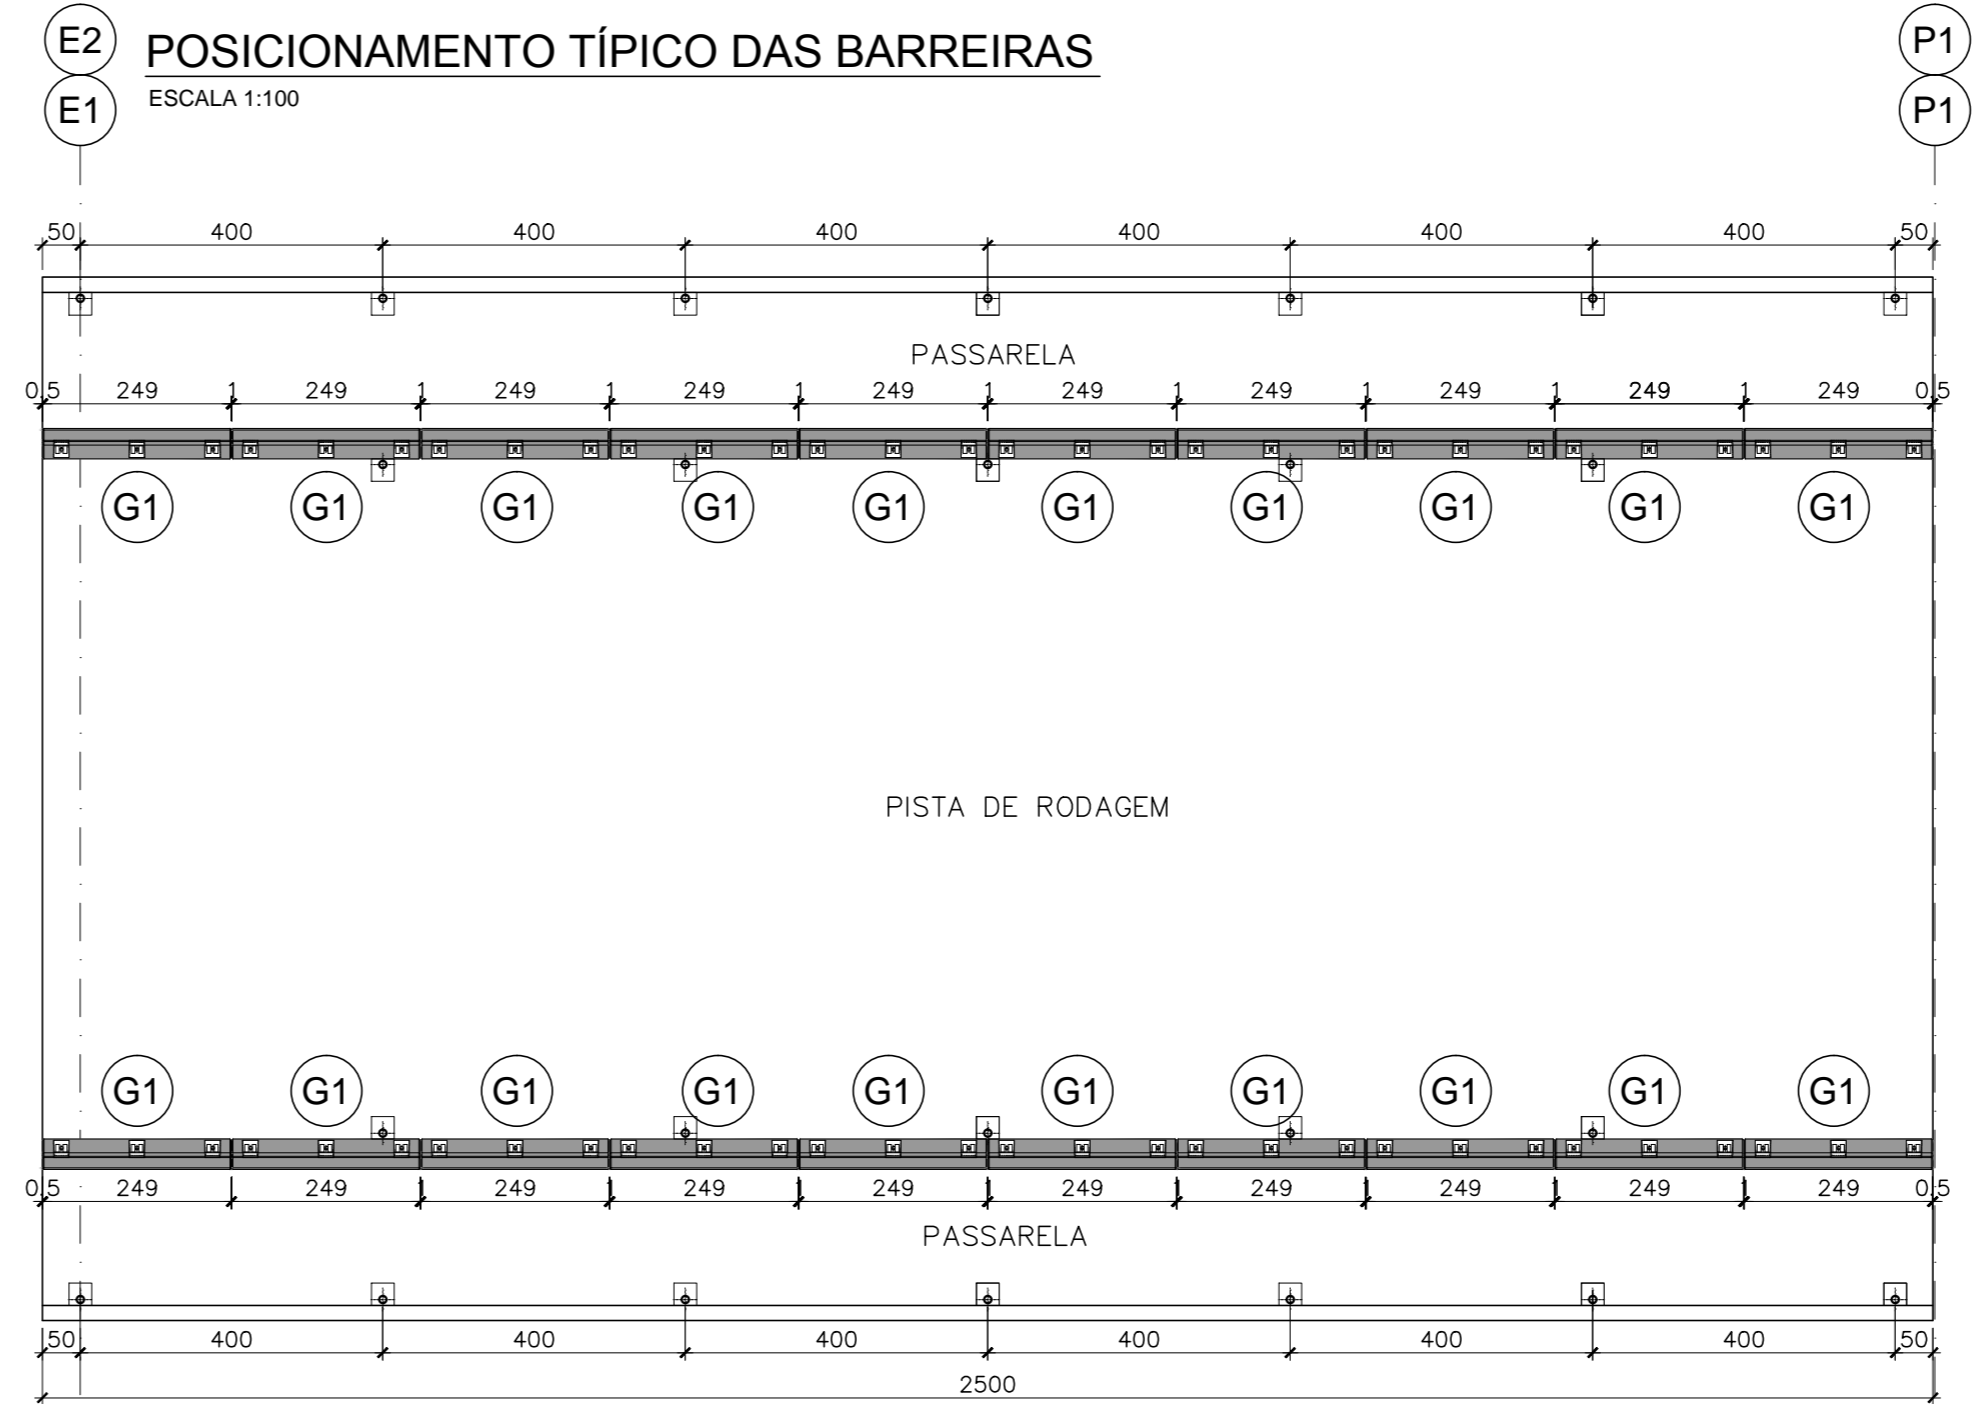 E2 POSICIONAMENTO TÍPICO DAS BARREIRAS P1
E1 ESCALA 1:100 P1
50 400 400 400 400 400 400 50
PASSARELA
0.5 249 1 249 1 249 1 249 1 249 1 249 1 249 1 249 1 249 1 249 0.5
G1 G1 G1 G1 G1 G1 G1 G1 G1 G1
PISTA DE RODAGEM
G1 G1 G1 G1 G1 G1 G1 G1 G1 G1
0.5 249 1 249 1 249 1 249 1 249 1 249 1 249 1 249 1 249 1 249 0.5
PASSARELA
50 400 400 400 400 400 400 50
2500